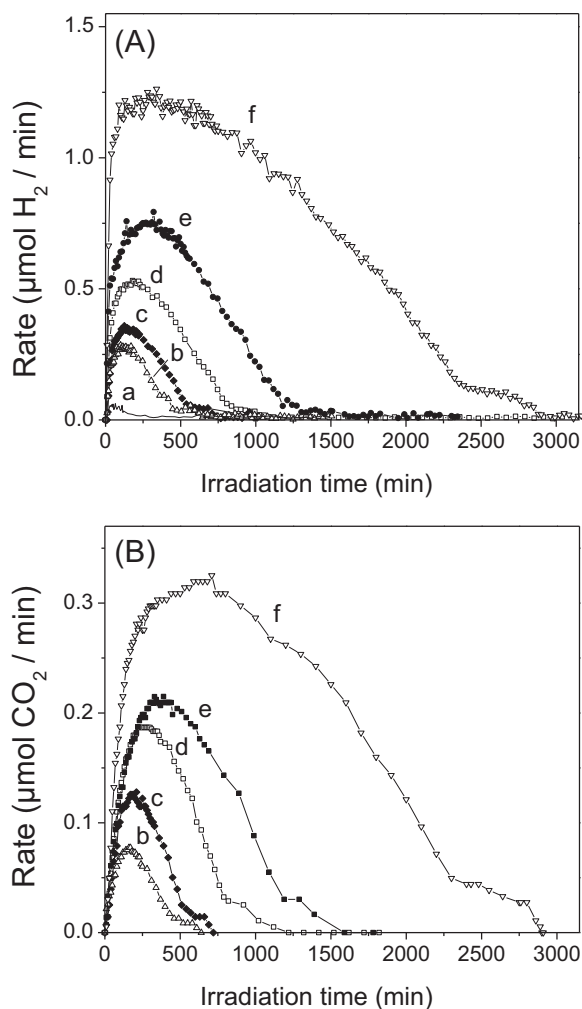 (A)
1.5
1.0
0.5
0.0
Rate (µmol H2 / min)
f
e
d
c
b
a
0 500 1000 1500 2000 2500 3000
Irradiation time (min)
(B)
0.3
0.2
0.1
0.0
Rate (µmol CO2 / min)
f
e
d
c
b
0 500 1000 1500 2000 2500 3000
Irradiation time (min)